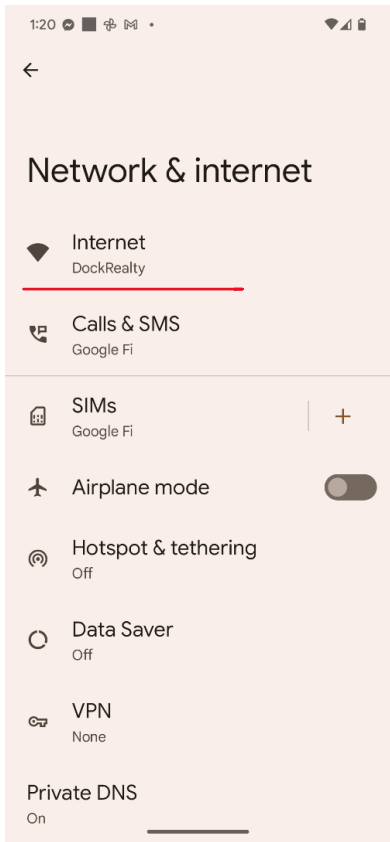 1:20
Network & internet
Internet
DockRealty
Calls & SMS
Google Fi
SIMs
Google Fi
Airplane mode
Hotspot & tethering
Off
Data Saver
Off
VPN
None
Private DNS
On